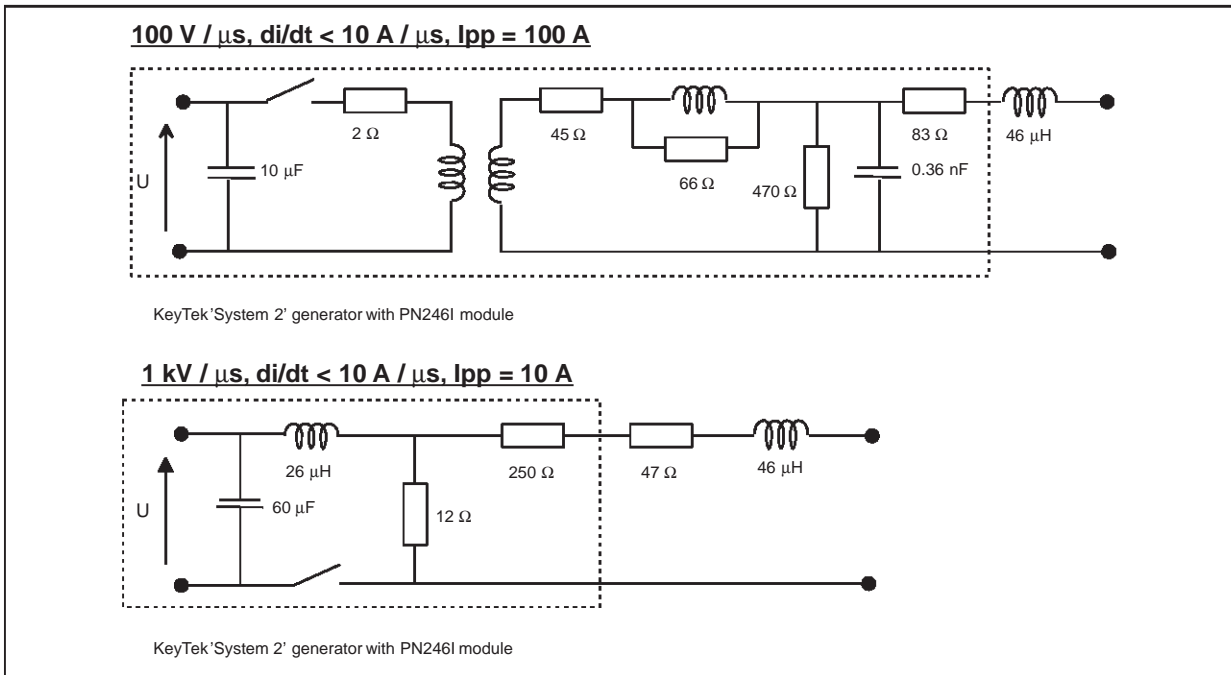 100 V / μs, di/dt < 10 A / μs, Ipp = 100 A
U
10 μF
2 Ω
45 Ω
66 Ω
470 Ω
0.36 nF
83 Ω
46 μH
KeyTek 'System 2' generator with PN246I module
1 kV / μs, di/dt < 10 A / μs, Ipp = 10 A
U
60 μF
26 μH
12 Ω
250 Ω
47 Ω
46 μH
KeyTek 'System 2' generator with PN246I module